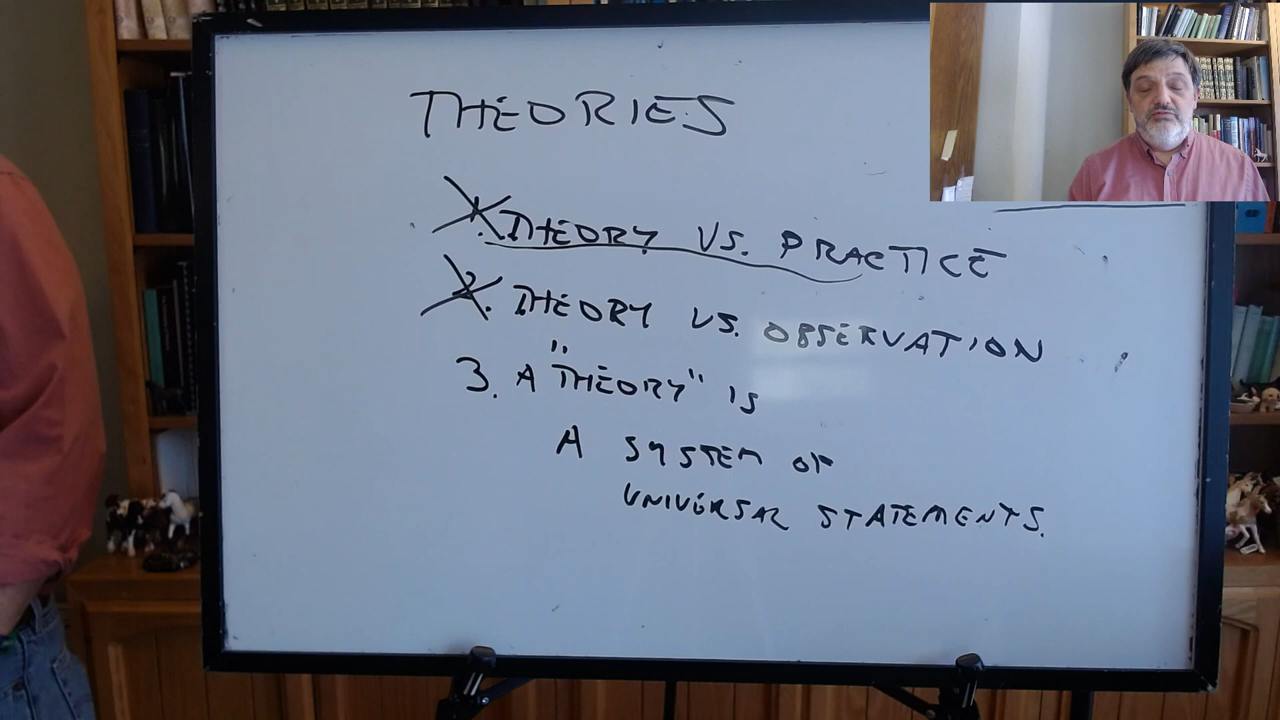 THEORIES
1. THEORY VS. PRACTICE
2. THEORY VS. OBSERVATION
3. A "THEORY" IS
A SYSTEM OF
UNIVERSAL STATEMENTS.